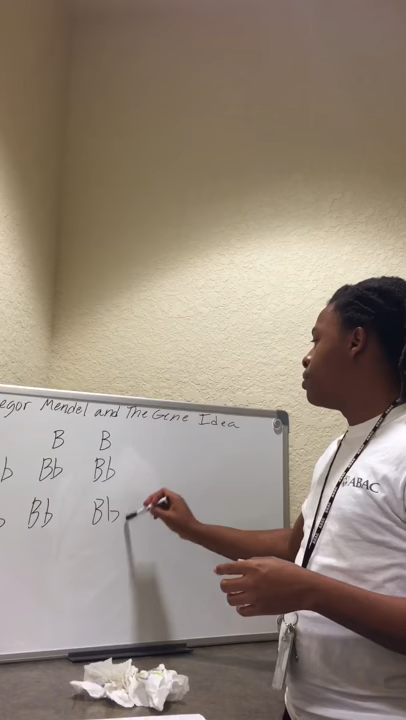 egor Mendel and The Gene Idea
B B
b Bb Bb
b Bb Bb
ABAC